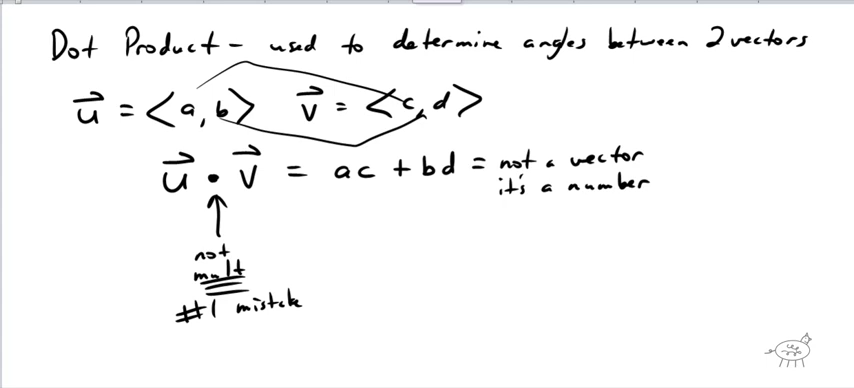 Dot Product - used to determine angles between 2 vectors
u⃗ = <a, b> v⃗ = <c, d>
u⃗ • v⃗ = ac + bd = not a vector
it's a number
not
mult
#1 mistake